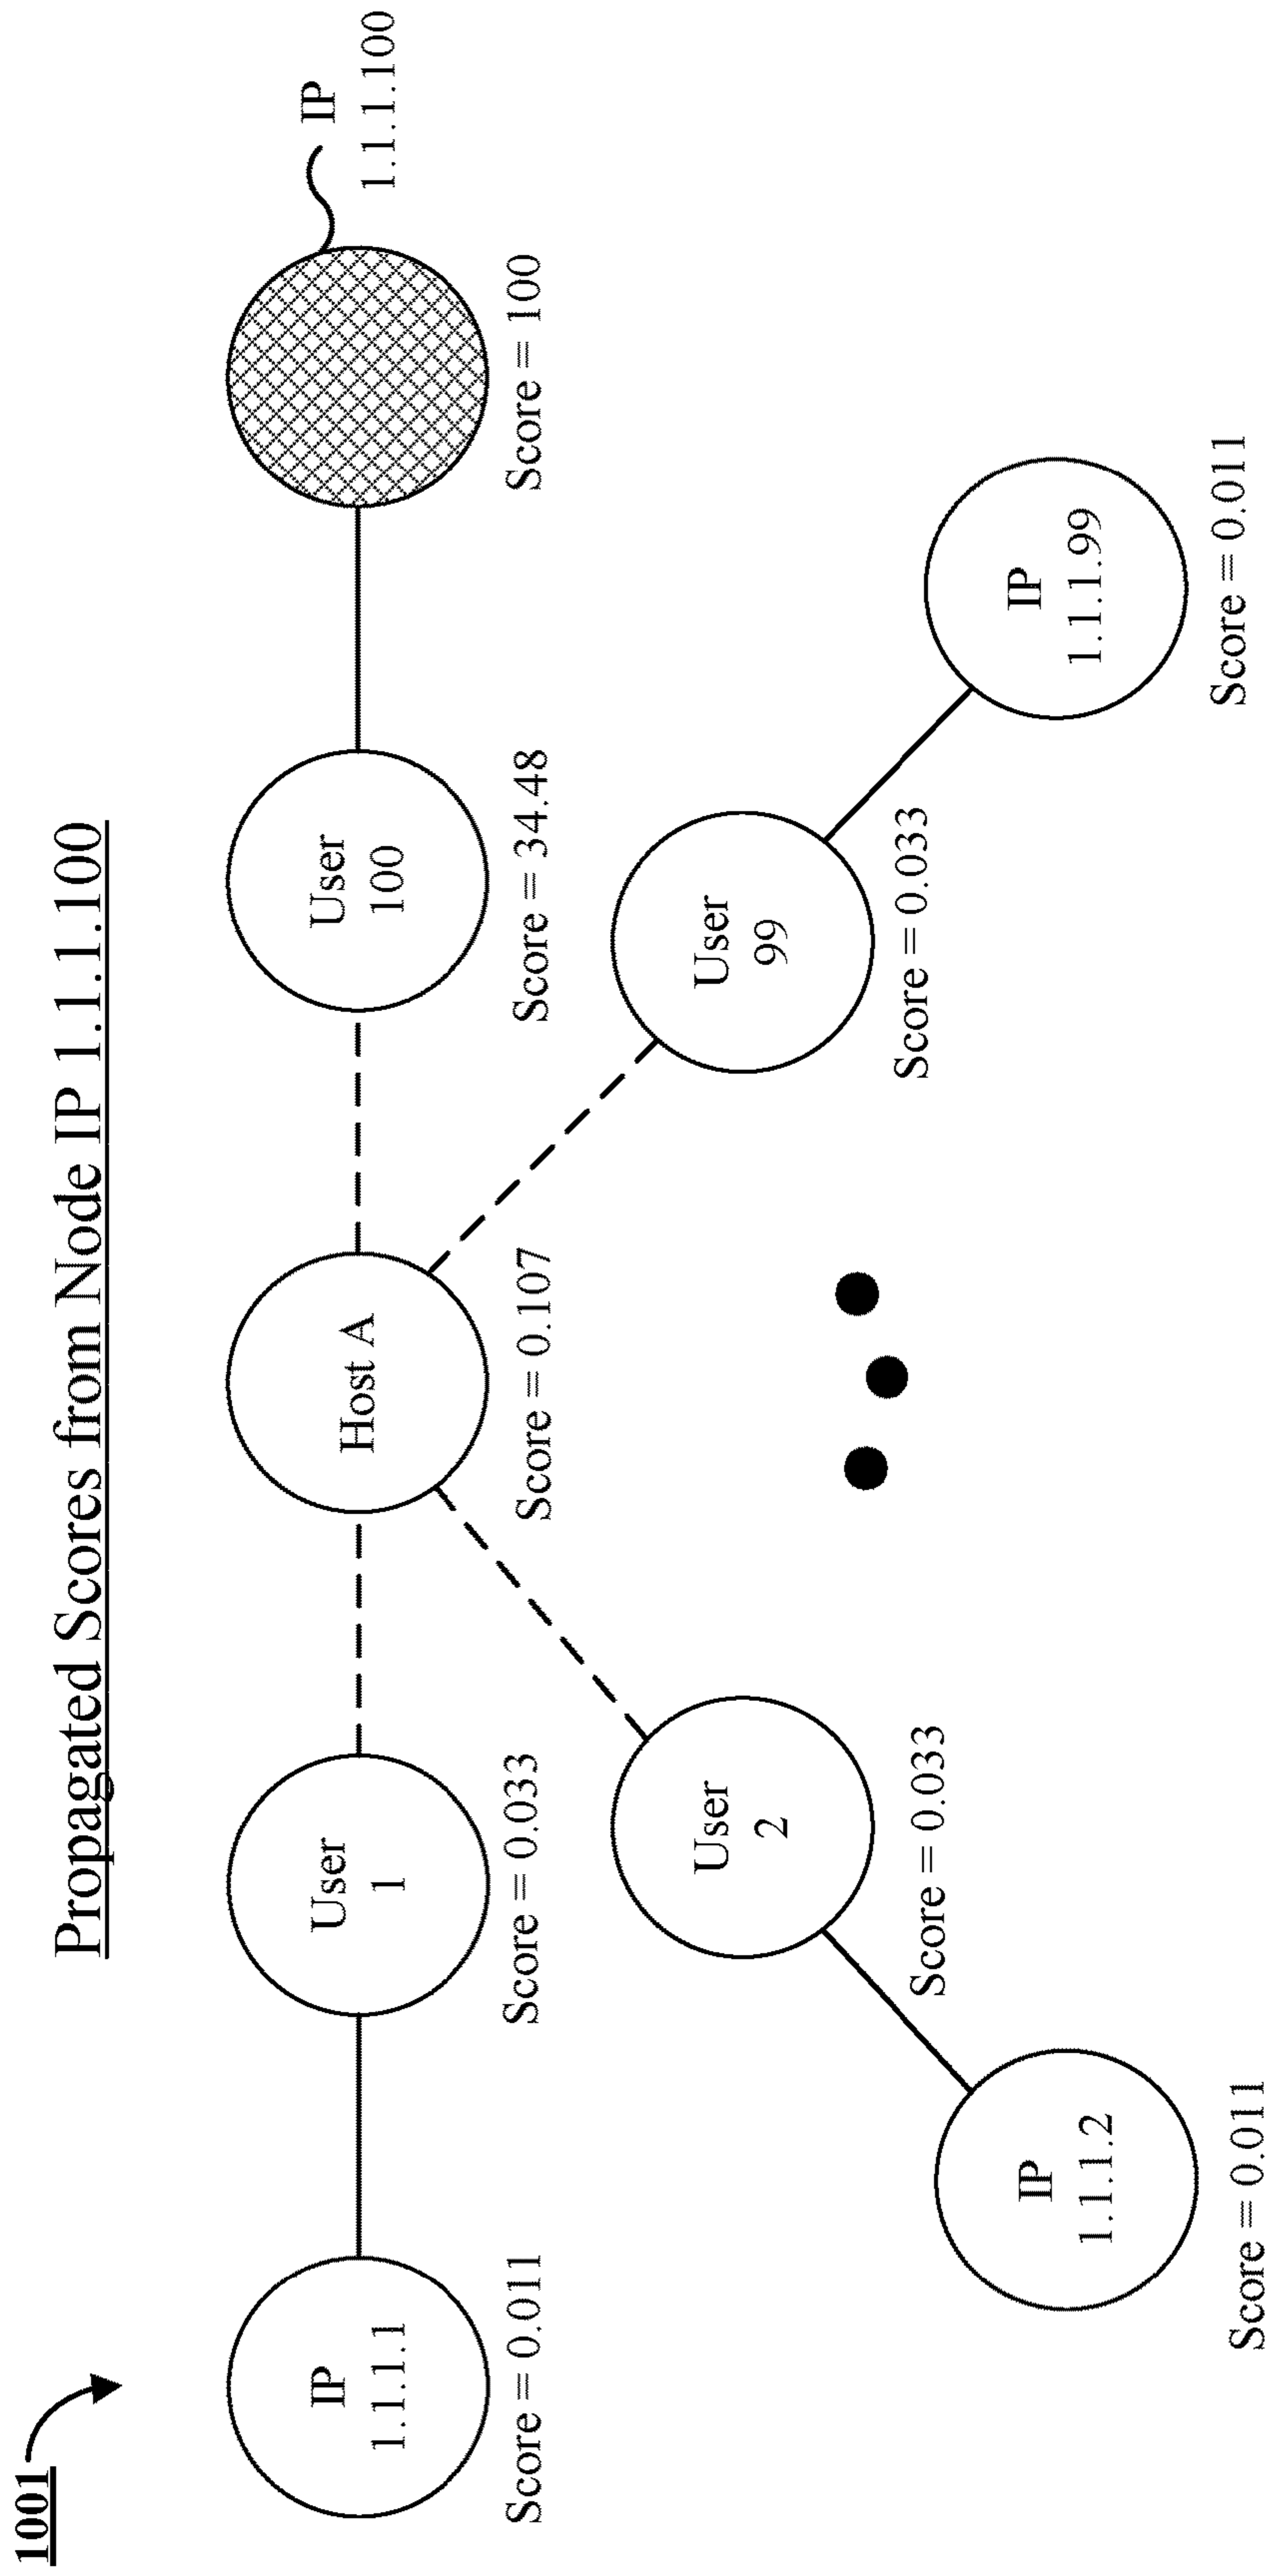 1001
Propagated Scores from Node IP 1.1.1.100
IP
1.1.1.1
Score = 0.011
User
1
Score = 0.033
Host A
Score = 0.107
User
100
Score = 34.48
IP
1.1.1.100
Score = 100
User
2
Score = 0.033
User
99
Score = 0.033
IP
1.1.1.2
Score = 0.011
IP
1.1.1.99
Score = 0.011